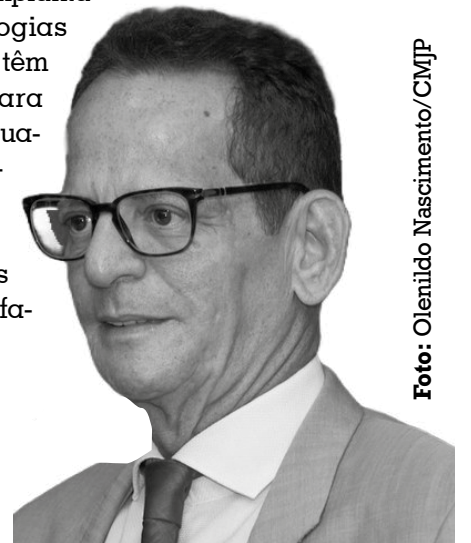 ogias
têm
ara
ua-
s
fa-
Foto: Olenildo Nascimento/CMJP